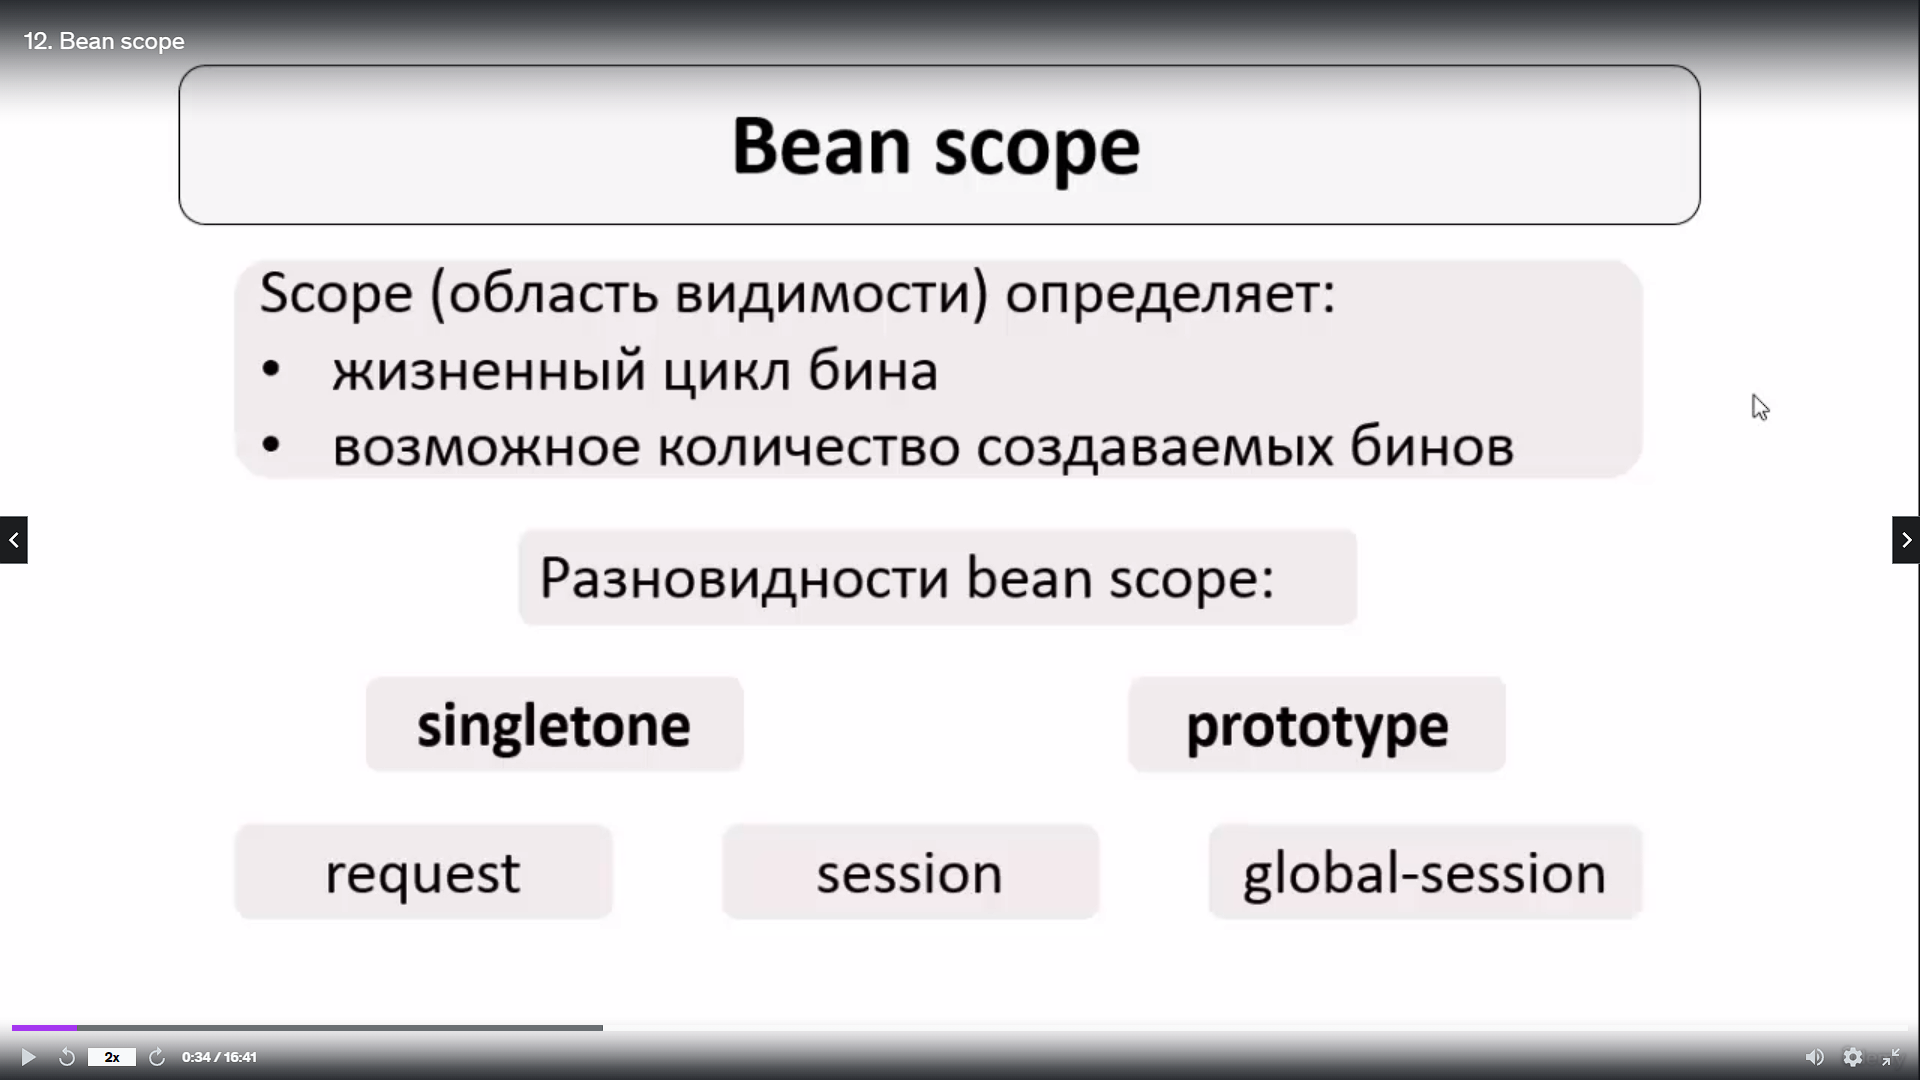 12. Bean scope
Bean scope
Scope (область видимости) определяет:
• жизненный цикл бина
• возможное количество создаваемых бинов
Разновидности bean scope:
singletone
prototype
request
session
global-session
2x
0:34 / 16:41